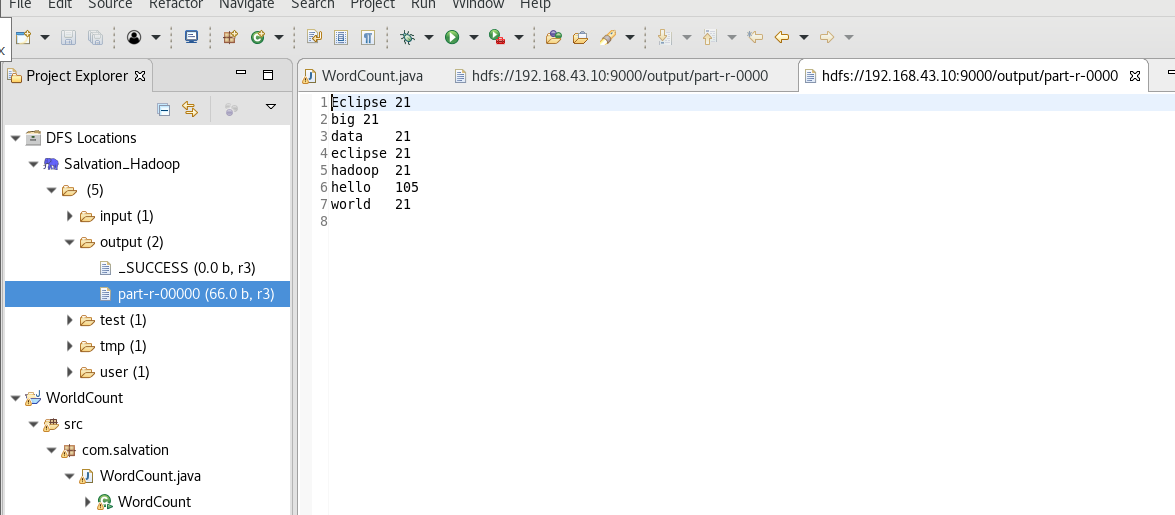 File Edit Source Refactor Navigate Search Project Run Window Help
x
Project Explorer
WordCount.java
hdfs://192.168.43.10:9000/output/part-r-0000
hdfs://192.168.43.10:9000/output/part-r-0000
DFS Locations
Salvation_Hadoop
(5)
input (1)
output (2)
_SUCCESS (0.0 b, r3)
part-r-00000 (66.0 b, r3)
test (1)
tmp (1)
user (1)
WorldCount
src
com.salvation
WordCount.java
WordCount
1 Eclipse 21
2 big 21
3 data 21
4 eclipse 21
5 hadoop 21
6 hello 105
7 world 21
8